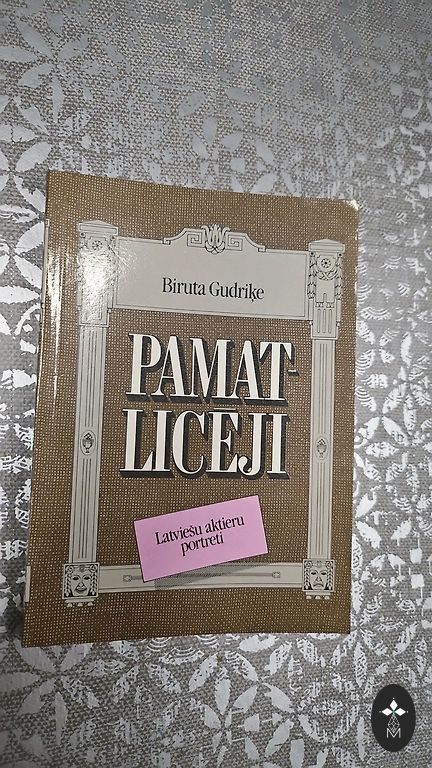 Biruta Gudriķe
PAMAT-
LICĒJI
Latviešu aktieru
portreti